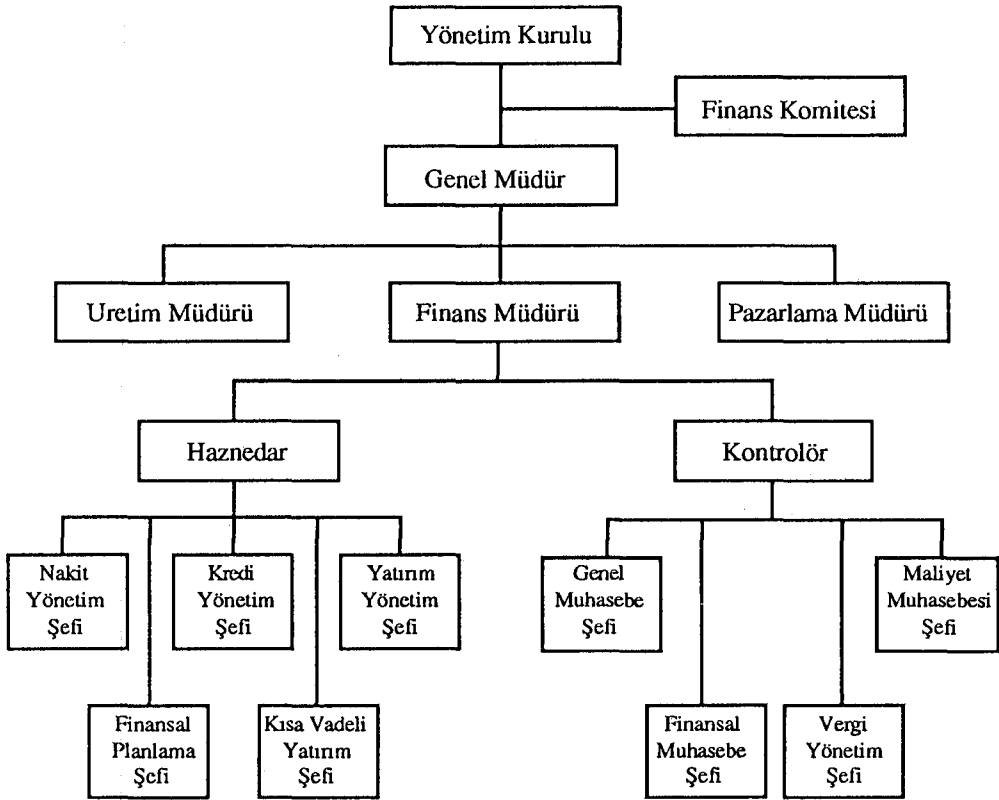 Yönetim Kurulu
Finans Komitesi
Genel Müdür
Uretim Müdürü
Finans Müdürü
Pazarlama Müdürü
Haznedar
Kontrolör
Nakit
Yönetim
Şefi
Kredi
Yönetim
Şefi
Yatırım
Yönetim
Şefi
Genel
Muhasebe
Şefi
Maliyet
Muhasebesi
Şefi
Finansal
Planlama
Şefi
Kısa Vadeli
Yatırım
Şefi
Finansal
Muhasebe
Şefi
Vergi
Yönetim
Şefi